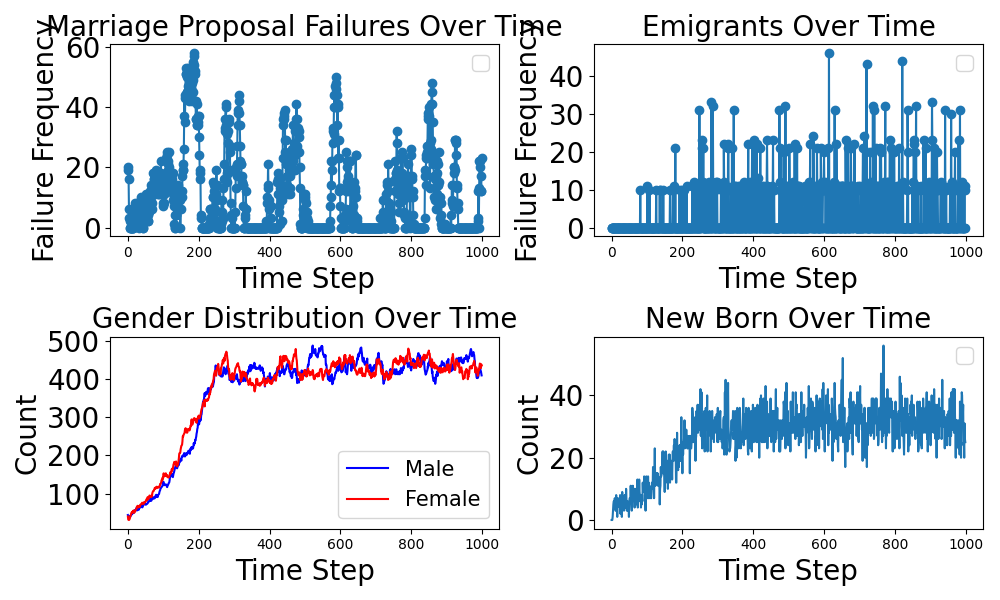 Marriage Proposal Failures Over Time
Failure Frequency
60
40
20
0
0 200 400 600 800 1000
Time Step
Emigrants Over Time
Failure Frequency
40
30
20
10
0
0 200 400 600 800 1000
Time Step
Gender Distribution Over Time
Count
500
400
300
200
100
Male
Female
0 200 400 600 800 1000
Time Step
New Born Over Time
Count
40
20
0
0 200 400 600 800 1000
Time Step